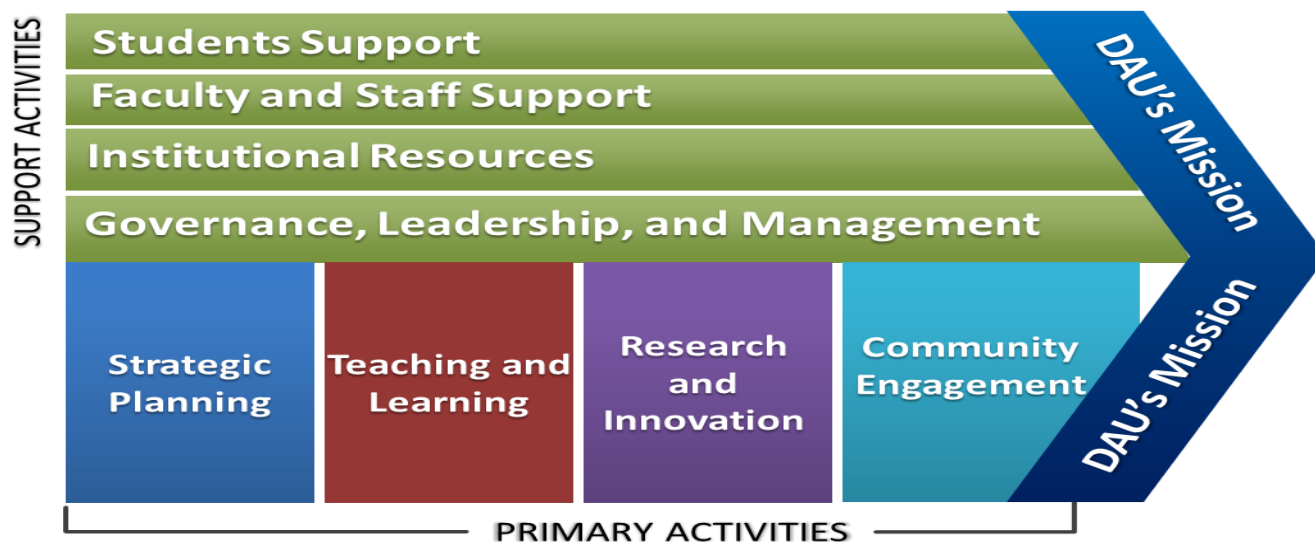 SUPPORT ACTIVITIES
Students Support
Faculty and Staff Support
Institutional Resources
Governance, Leadership, and Management
DAU's Mission
DAU's Mission
Strategic
Planning
Teaching and
Learning
Research
and
Innovation
Community
Engagement
PRIMARY ACTIVITIES